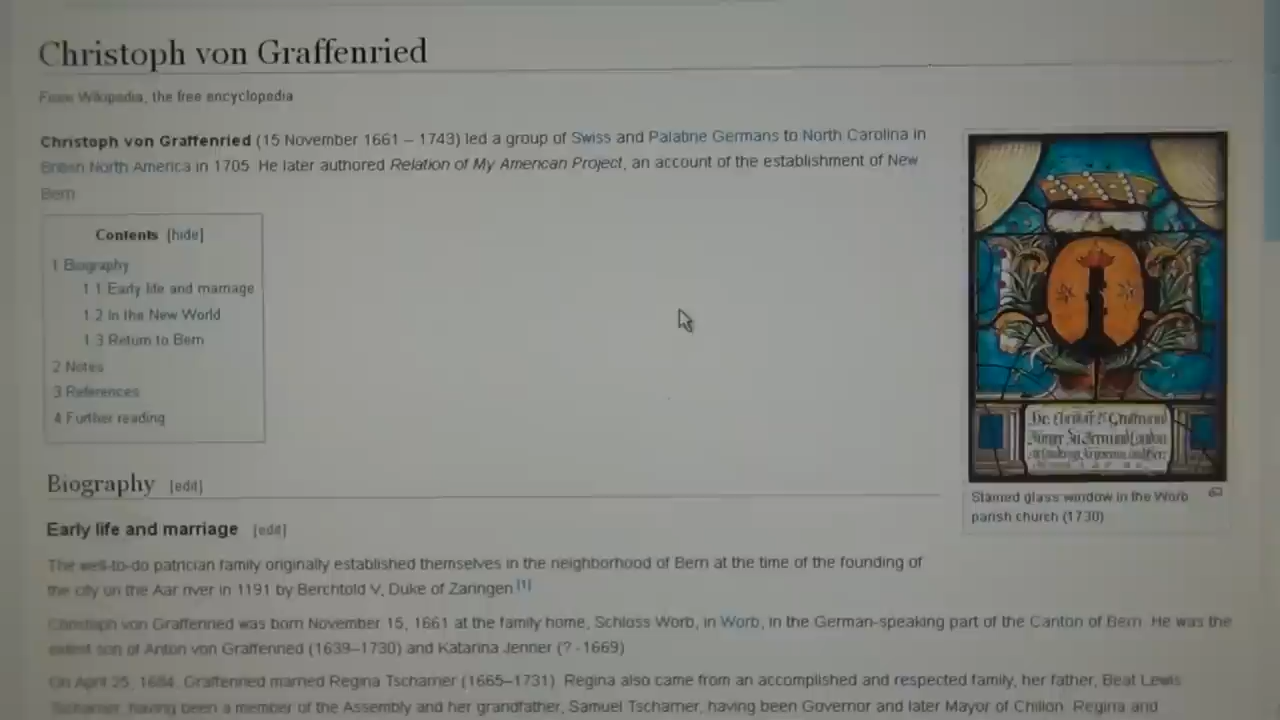 Christoph von Graffenried
From Wikipedia, the free encyclopedia
Christoph von Graffenried (15 November 1661 – 1743) led a group of Swiss and Palatine Germans to North Carolina in
British North America in 1705 He later authored Relation of My American Project, an account of the establishment of New
Bern
Contents [hide]
1 Biography
1 1 Early life and marriage
1.2 In the New World
1 3 Return to Bern
2 Notes
3 References
4 Further reading
Stained glass window in the Worb
parish church (1730)
Biography [edit]
Early life and marriage [edit]
The well-to-do patrician family originally established themselves in the neighborhood of Bern at the time of the founding of
the city on the Aar river in 1191 by Berchtold V, Duke of Zaringen [1]
Christoph von Graffenried was born November 15, 1661 at the family home, Schloss Worb, in Worb, in the German-speaking part of the Canton of Bern. He was the
eldest son of Anton von Graffenried (1639–1730) and Katarina Jenner (? - 1669)
On April 25, 1684, Graffenried married Regina Tscharner (1665–1731) Regina also came from an accomplished and respected family, her father, Beat Lewis
Tscharner, having been a member of the Assembly and her grandfather, Samuel Tscharner, having been Governor and later Mayor of Chillon. Regina and